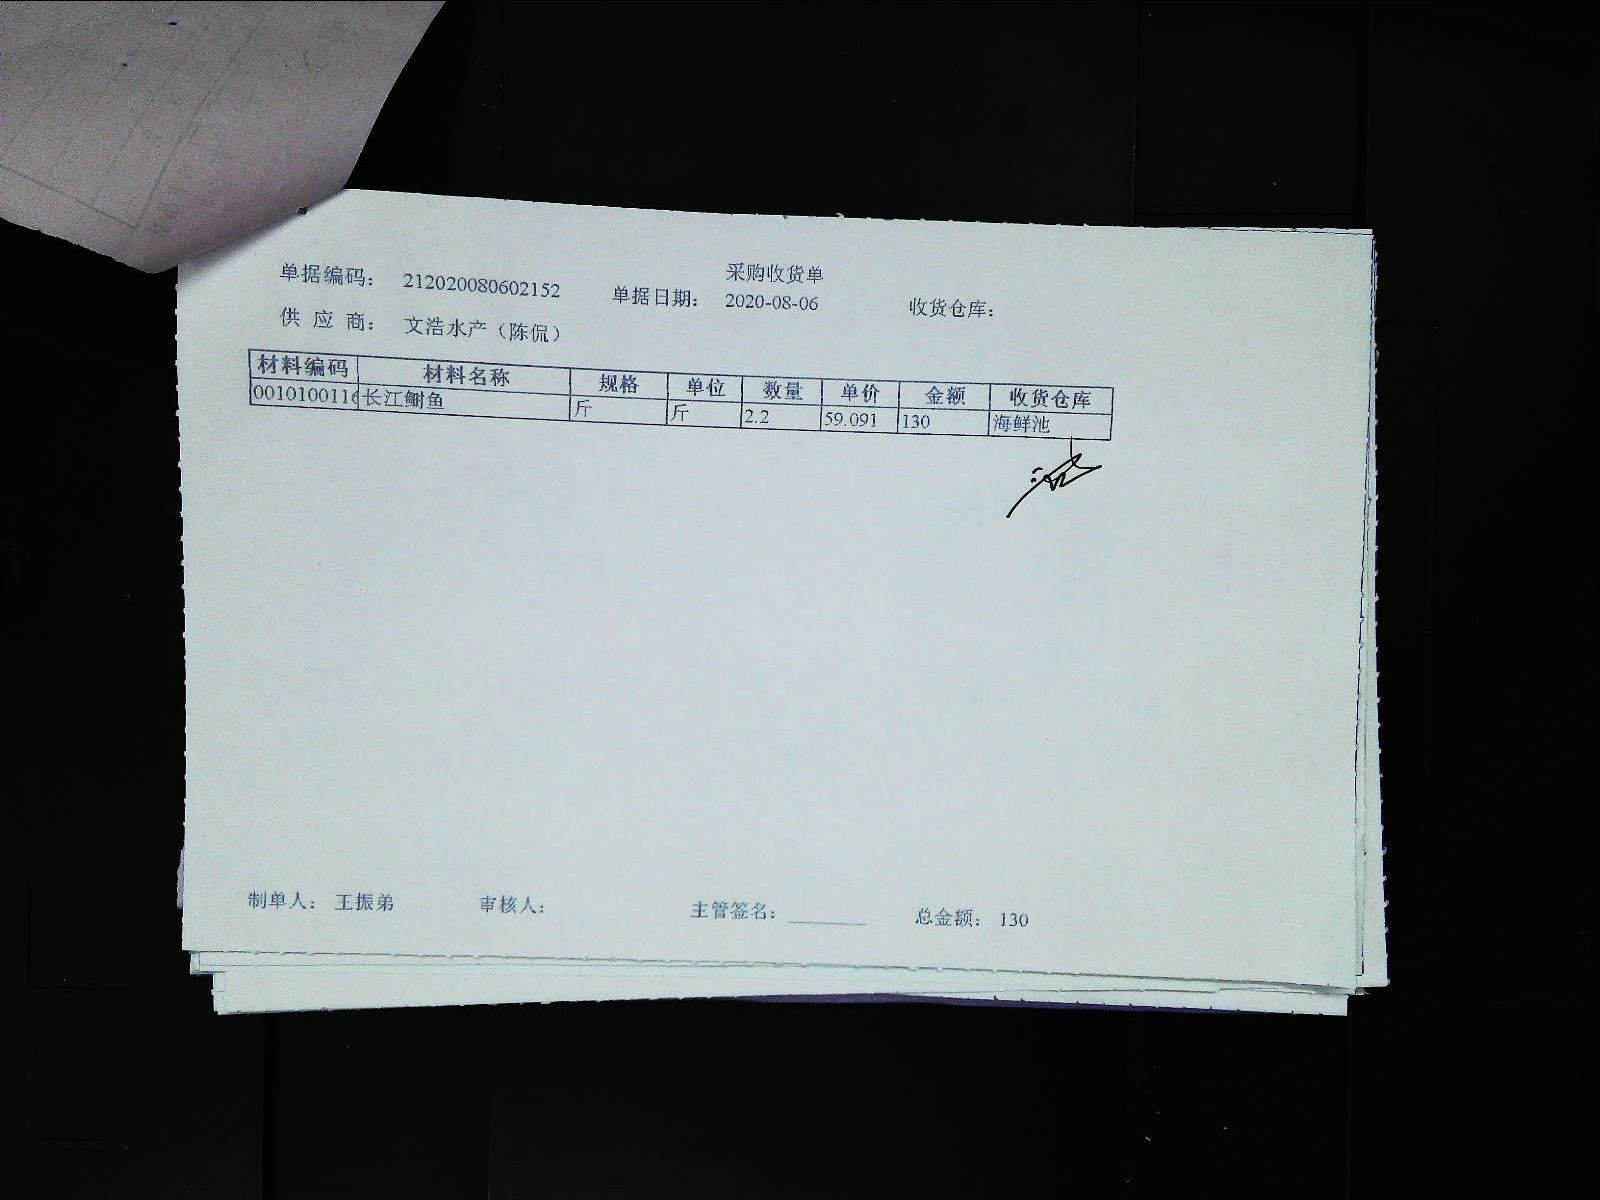 采购收货单
单据编码： 212020080602152 单据日期： 2020-08-06 收货仓库：
供 应 商： 文浩水产（陈侃）
材料编码 材料名称 规格 单位 数量 单价 金额 收货仓库
0010100116 长江鲥鱼 斤 斤 2.2 59.091 130 海鲜池
制单人： 王振弟 审核人： 主管签名： 总金额： 130